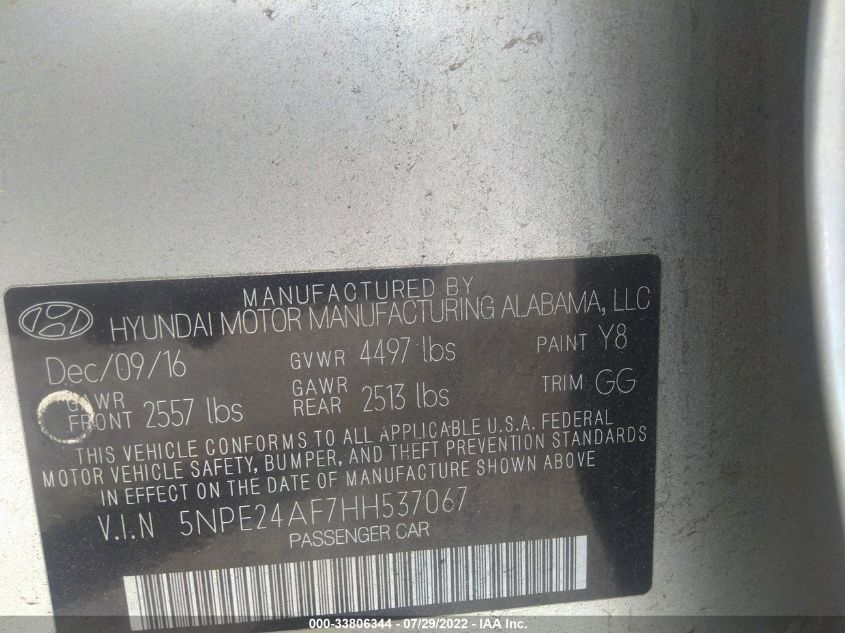 MANUFACTURED BY
HYUNDAI MOTOR MANUFACTURING ALABAMA, LLC
Dec/09/16 GVWR 4497 lbs PAINT Y8
GAWR FRONT 2557 lbs GAWR REAR 2513 lbs TRIM: GG
THIS VEHICLE CONFORMS TO ALL APPLICABLE U.S.A. FEDERAL
MOTOR VEHICLE SAFETY, BUMPER, AND THEFT PREVENTION STANDARDS
IN EFFECT ON THE DATE OF MANUFACTURE SHOWN ABOVE
V.I.N 5NPE24AF7HH537067
PASSENGER CAR
000-33806344 - 07/29/2022 - IAA Inc.